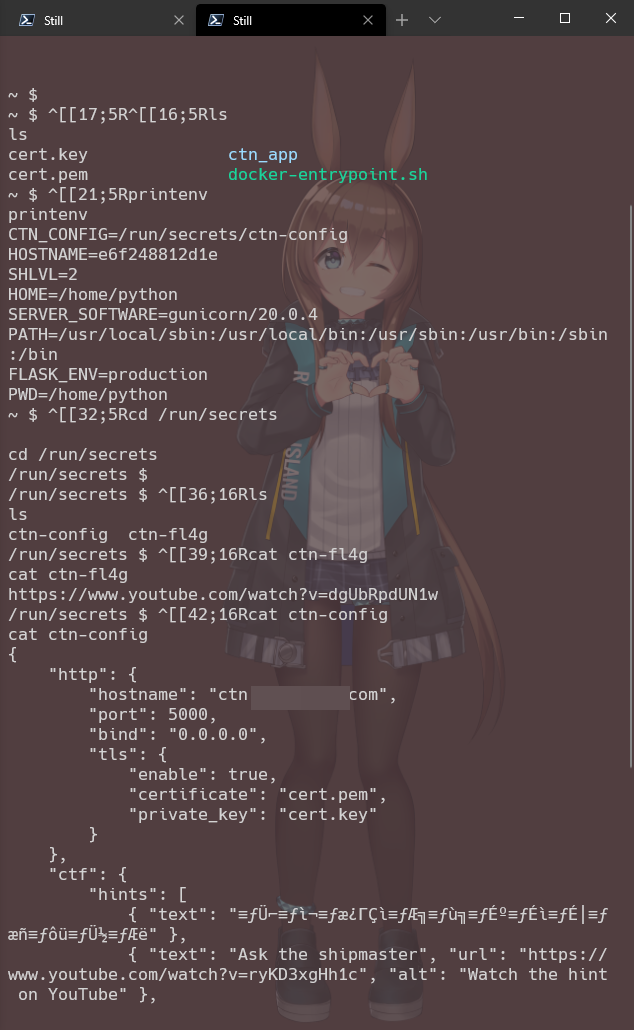 Still
Still
~ $
~ $ ^[[17;5R^[[16;5Rls
ls
cert.key ctn_app
cert.pem docker-entrypoint.sh
~ $ ^[[21;5Rprintenv
printenv
CTN_CONFIG=/run/secrets/ctn-config
HOSTNAME=e6f248812d1e
SHLVL=2
HOME=/home/python
SERVER_SOFTWARE=gunicorn/20.0.4
PATH=/usr/local/sbin:/usr/local/bin:/usr/sbin:/usr/bin:/sbin
:/bin
FLASK_ENV=production
PWD=/home/python
~ $ ^[[32;5Rcd /run/secrets
cd /run/secrets
/run/secrets $
/run/secrets $ ^[[36;16Rls
ls
ctn-config ctn-fl4g
/run/secrets $ ^[[39;16Rcat ctn-fl4g
cat ctn-fl4g
https://www.youtube.com/watch?v=dgUbRpdUN1w
/run/secrets $ ^[[42;16Rcat ctn-config
cat ctn-config
{
"http": {
"hostname": "ctn com",
"port": 5000,
"bind": "0.0.0.0",
"tls": {
"enable": true,
"certificate": "cert.pem",
"private_key": "cert.key"
}
},
"ctf": {
"hints": [
{ "text": "≡ƒÜ⌐≡ƒì¬≡ƒæ¿ΓÇì≡ƒÆ╗≡ƒù╗≡ƒÉº≡ƒÉì≡ƒÉ│≡ƒ
æñ≡ƒôü≡ƒÜ½≡ƒÆë" },
{ "text": "Ask the shipmaster", "url": "https://
www.youtube.com/watch?v=ryKD3xgHh1c", "alt": "Watch the hint
on YouTube" },
R
ISLAND